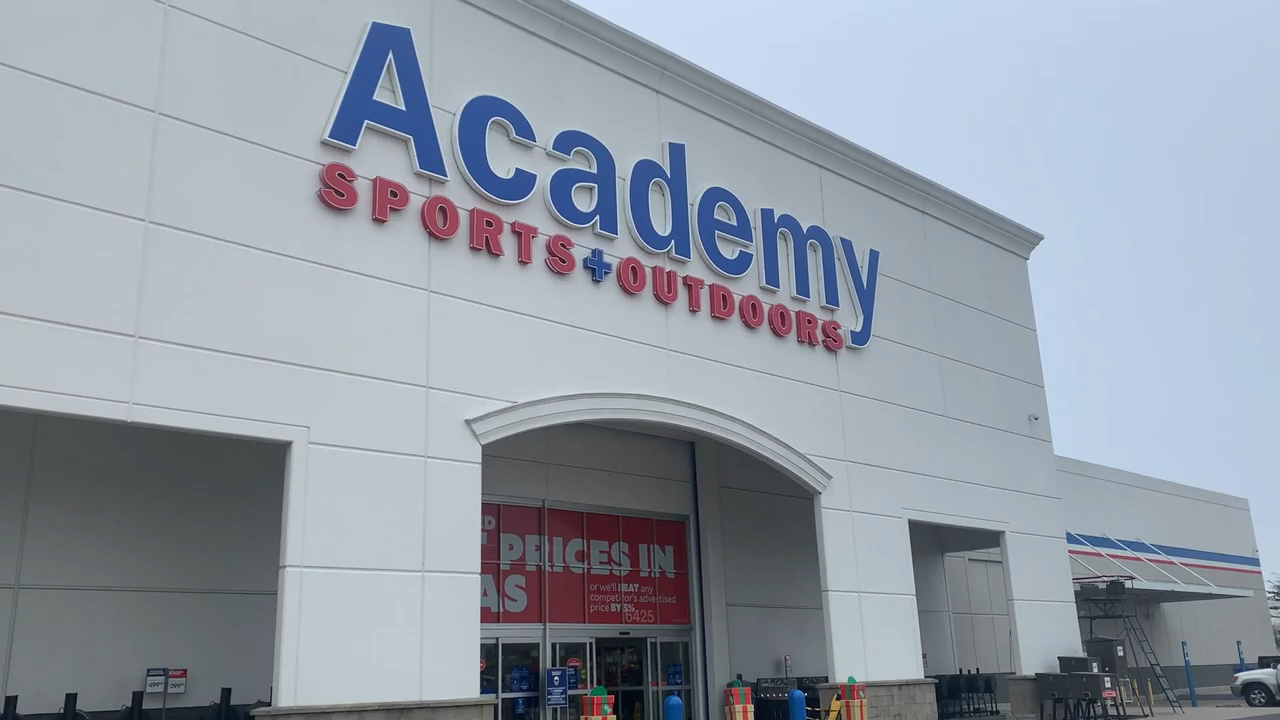 Academy
SPORTS+OUTDOORS
PRICES IN
AS
or we'll BEAT any
competitor's advertised
price BY 5%
6425